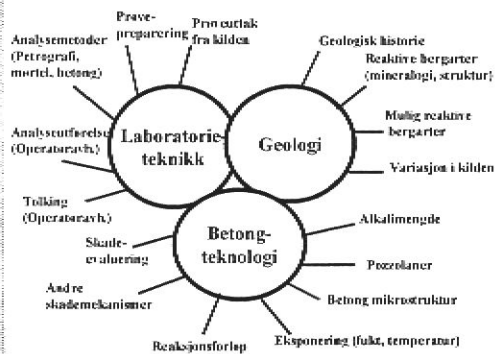 Prøve-
preparering
Prøveuttak
fra kilden
Analysemetoder
(Petrografi,
mørtel, betong)
Analyseutførelse
(Operatøravh.)
Tolking
(Operatøravh.)
Laboratorie-
teknikk
Geologisk historie
Reaktive bergarter
(mineralogi, struktur)
Mulig reaktive
bergarter
Variasjon i kilden
Geologi
Betong-
teknologi
Skade-
evaluering
Andre
skademekanismer
Reaksjonsforløp
Eksponering (fukt, temperatur)
Betong mikrostruktur
Pozzolaner
Alkalimengde